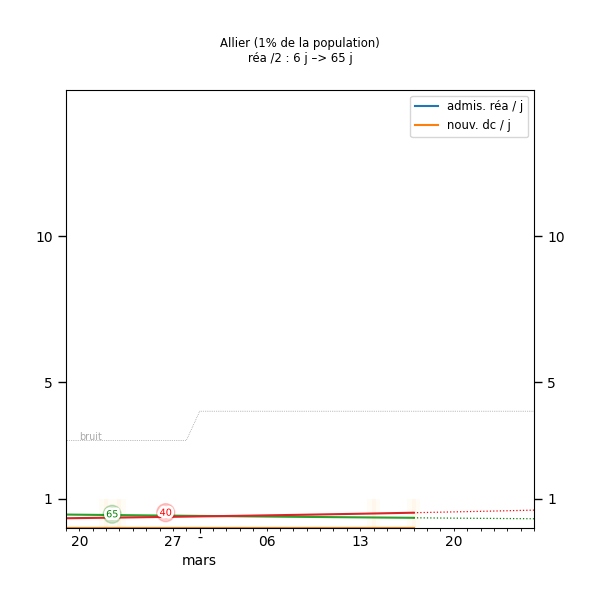 Allier (1% de la population)
réa /2 : 6 j –> 65 j
admis. réa / j
nouv. dc / j
10 10
5 5
bruit
1 1
65 40
20 27 - 06 13 20
mars